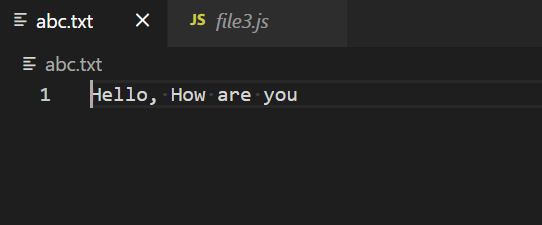 abc.txt × JS file3.js
abc.txt
1 Hello, How are you